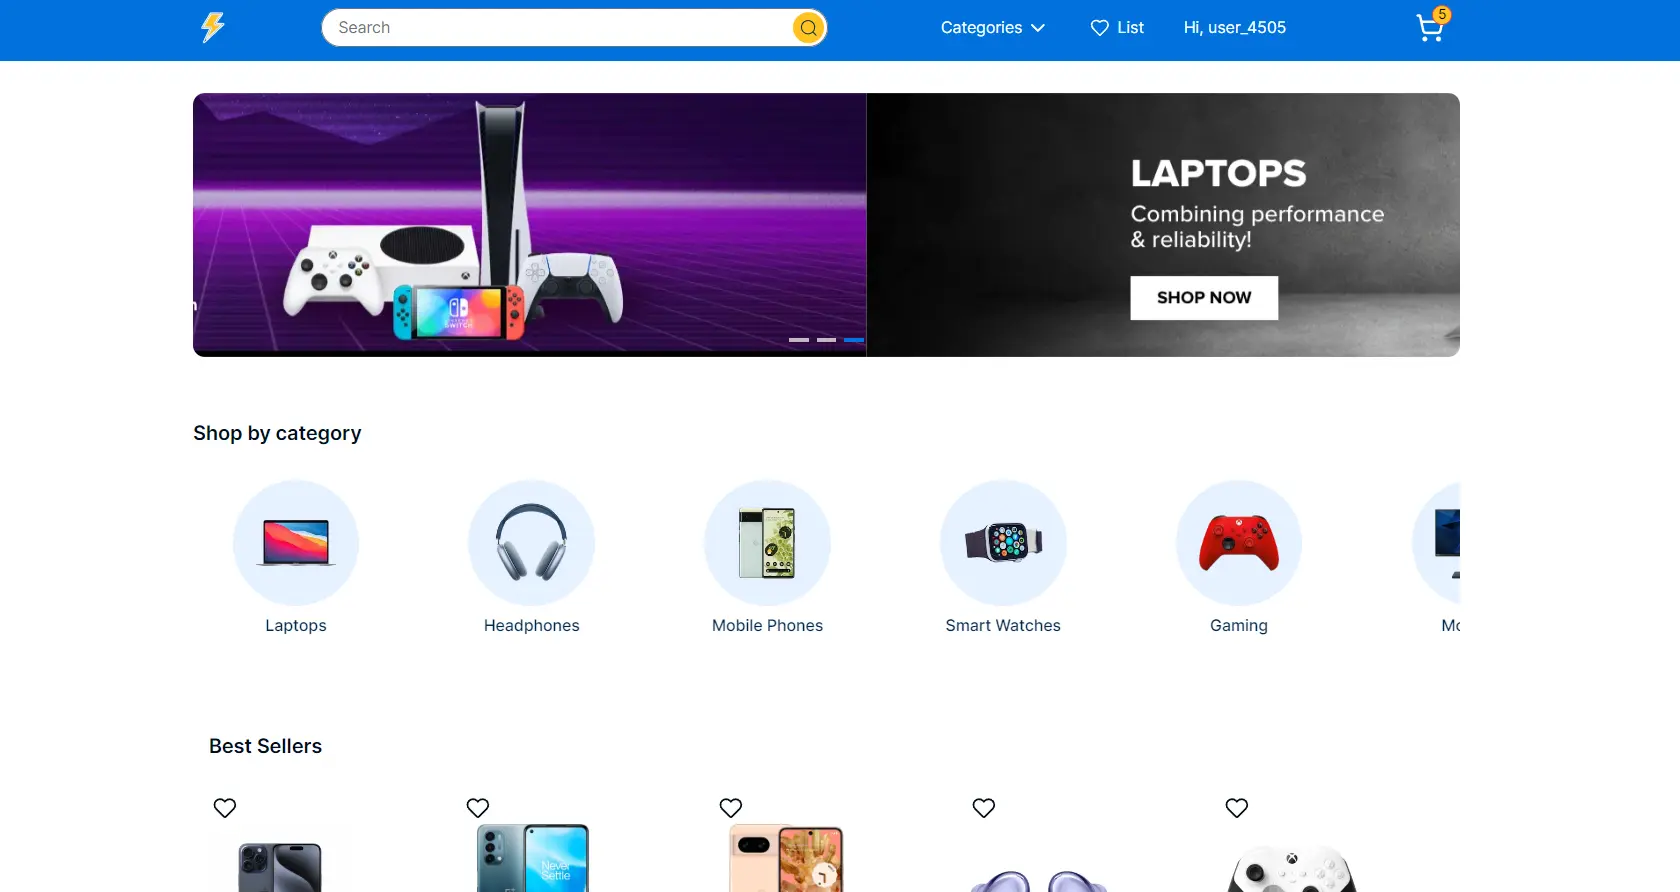 Search
Categories
List
Hi, user_4505
5
LAPTOPS
Combining performance
& reliability!
SHOP NOW
SWITCH
Shop by category
Laptops
Headphones
Mobile Phones
Smart Watches
Gaming
Best Sellers
Never
Settle